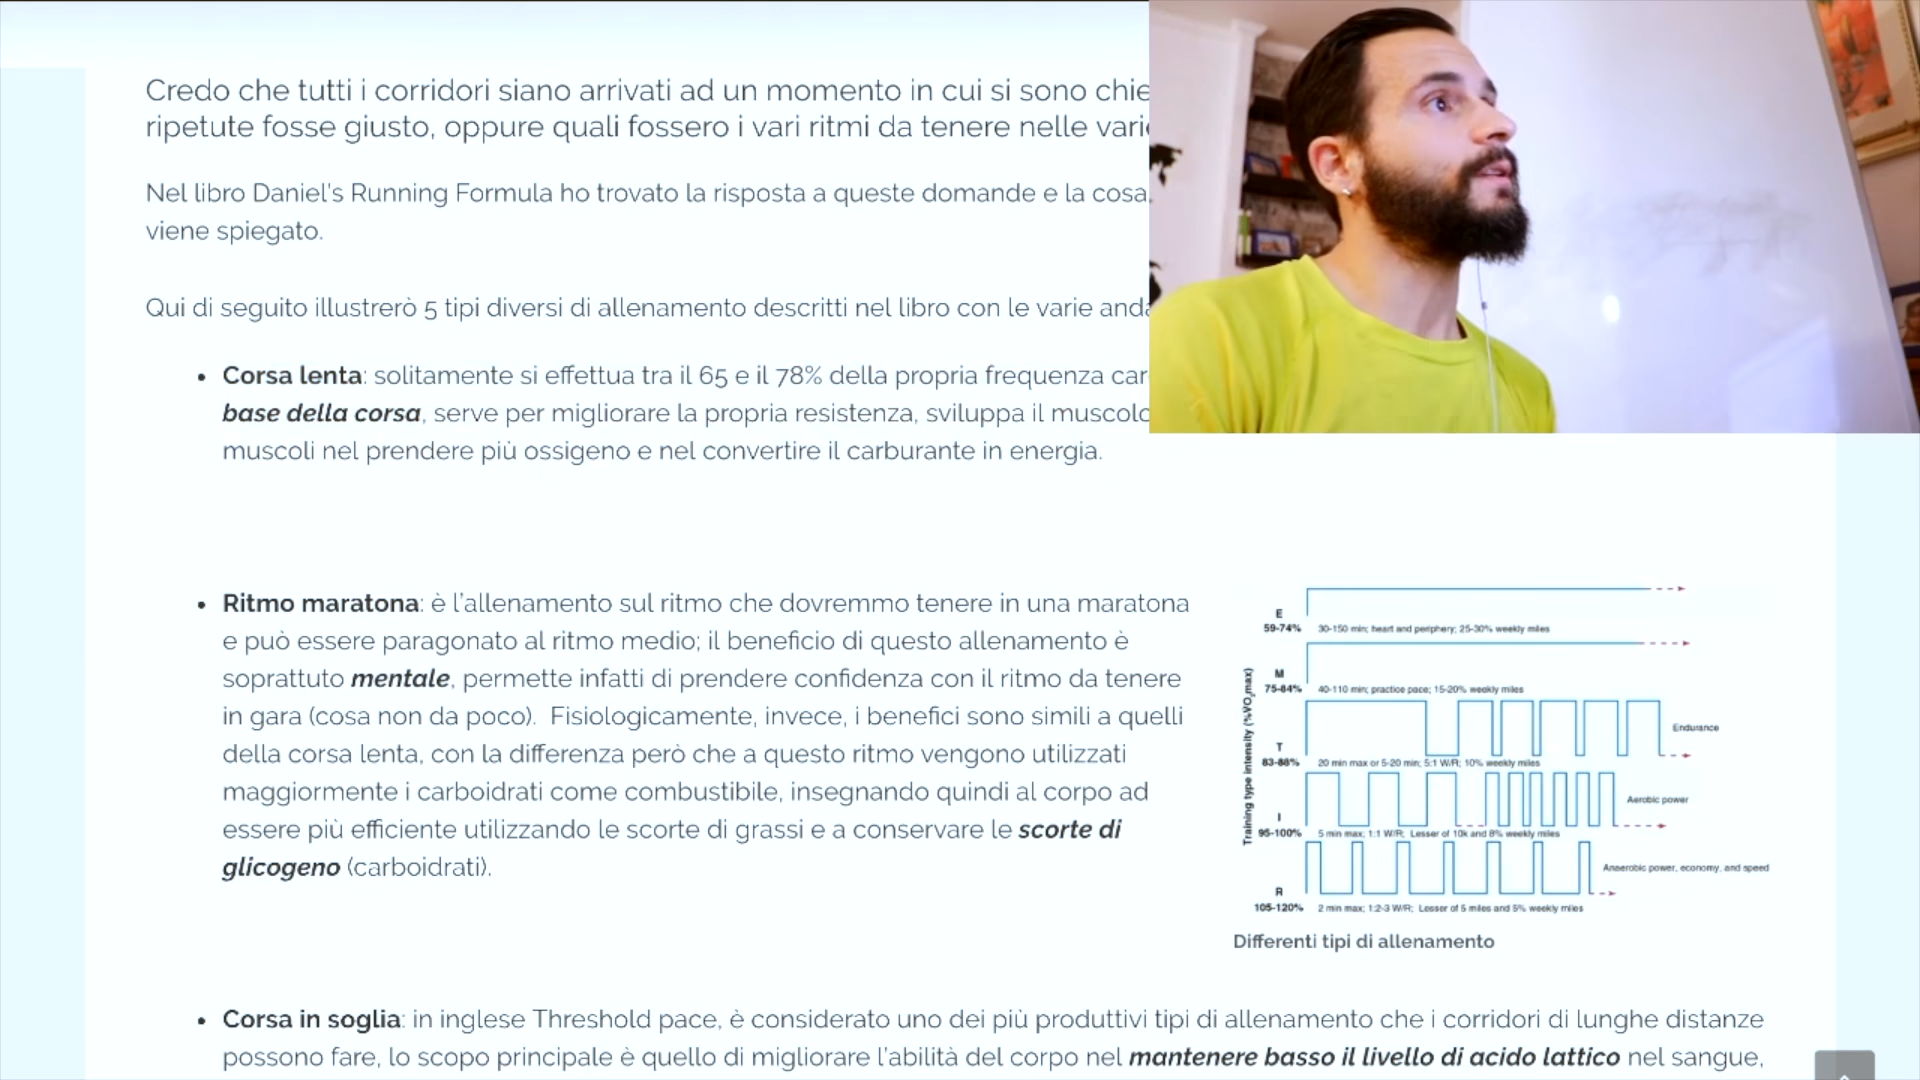 Credo che tutti i corridori siano arrivati ad un momento in cui si sono chie
ripetute fosse giusto, oppure quali fossero i vari ritmi da tenere nelle varie
Nel libro Daniel's Running Formula ho trovato la risposta a queste domande e la cosa
viene spiegato.
Qui di seguito illustrerò 5 tipi diversi di allenamento descritti nel libro con le varie anda
• Corsa lenta: solitamente si effettua tra il 65 e il 78% della propria frequenza car
base della corsa, serve per migliorare la propria resistenza, sviluppa il muscolo
muscoli nel prendere più ossigeno e nel convertire il carburante in energia.
• Ritmo maratona: è l'allenamento sul ritmo che dovremmo tenere in una maratona
e può essere paragonato al ritmo medio; il beneficio di questo allenamento è
soprattuto mentale, permette infatti di prendere confidenza con il ritmo da tenere
in gara (cosa non da poco).  Fisiologicamente, invece, i benefici sono simili a quelli
della corsa lenta, con la differenza però che a questo ritmo vengono utilizzati
maggiormente i carboidrati come combustibile, insegnando quindi al corpo ad
essere più efficiente utilizzando le scorte di grassi e a conservare le scorte di
glicogeno (carboidrati).
Training type intensity (%VO2max)
E
59-74% 30-150 min; heart and periphery; 25-30% weekly miles
M
75-84% 40-110 min; practice pace; 15-20% weekly miles
Endurance
T
83-88% 20 min max or 5-20 min; 5:1 W/R; 10% weekly miles
Aerobic power
I
95-100% 5 min max; 1:1 W/R; Lesser of 10k and 8% weekly miles
Anaerobic power, economy, and speed
R
105-120% 2 min max; 1:2-3 W/R; Lesser of 5 miles and 5% weekly miles
Differenti tipi di allenamento
• Corsa in soglia: in inglese Threshold pace, è considerato uno dei più produttivi tipi di allenamento che i corridori di lunghe distanze
possono fare, lo scopo principale è quello di migliorare l'abilità del corpo nel mantenere basso il livello di acido lattico nel sangue,